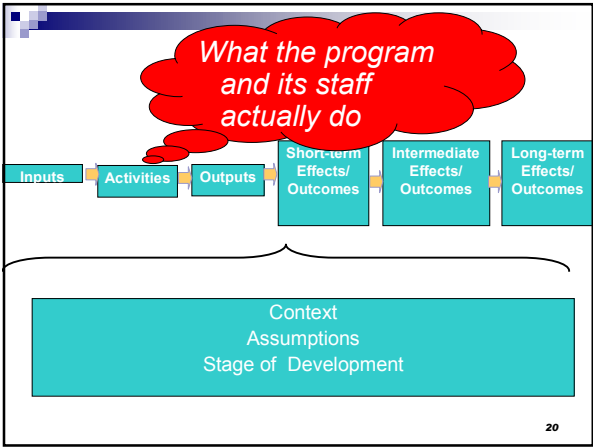 What the program
and its staff
actually do
Inputs
Activities
Outputs
Short-term
Effects/
Outcomes
Intermediate
Effects/
Outcomes
Long-term
Effects/
Outcomes
Context
Assumptions
Stage of Development
20